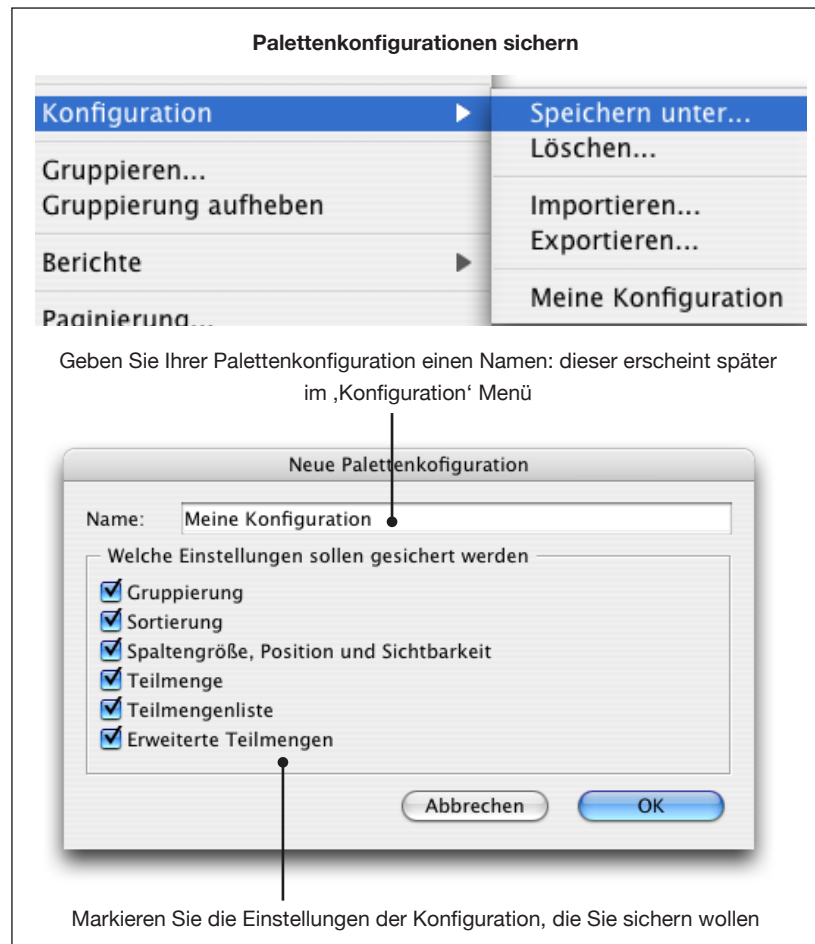 Palettenkonfigurationen sichern
Konfiguration
Speichern unter...
Löschen...
Gruppieren...
Gruppierung aufheben
Importieren...
Exportieren...
Berichte
Meine Konfiguration
Paginierung...
Geben Sie Ihrer Palettenkonfiguration einen Namen: dieser erscheint später
im ‚Konfiguration‘ Menü
Neue Palettenkofiguration
Name: Meine Konfiguration
Welche Einstellungen sollen gesichert werden
Gruppierung
Sortierung
Spaltengröße, Position und Sichtbarkeit
Teilmenge
Teilmengenliste
Erweiterte Teilmengen
Abbrechen OK
Markieren Sie die Einstellungen der Konfiguration, die Sie sichern wollen